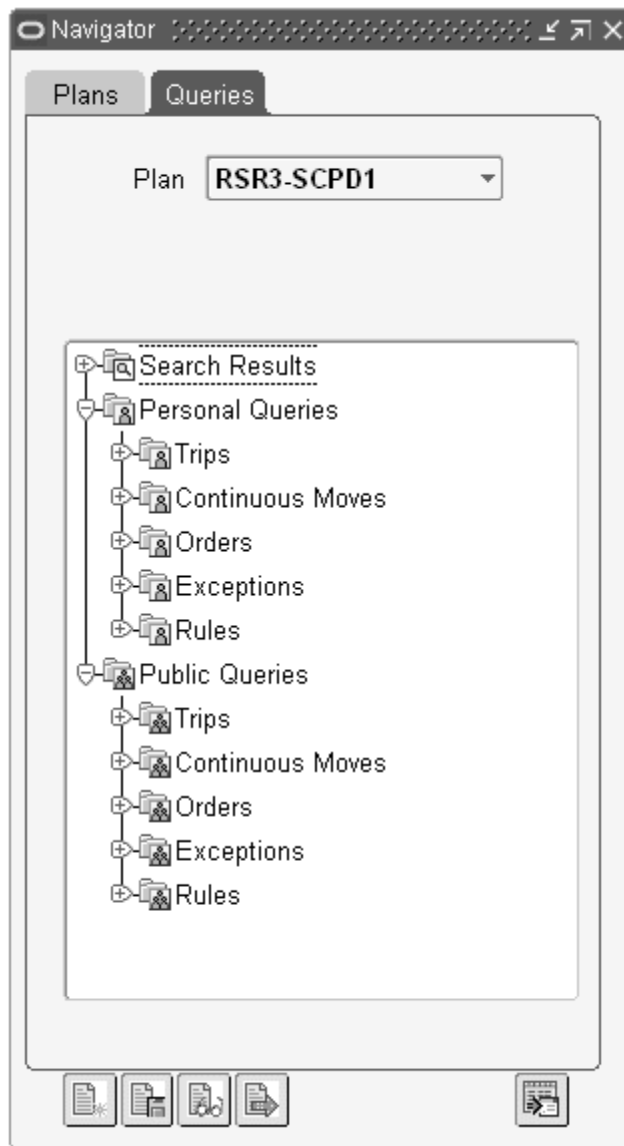 Navigator
Plans Queries
Plan RSR3-SCPD1
Search Results
Personal Queries
Trips
Continuous Moves
Orders
Exceptions
Rules
Public Queries
Trips
Continuous Moves
Orders
Exceptions
Rules